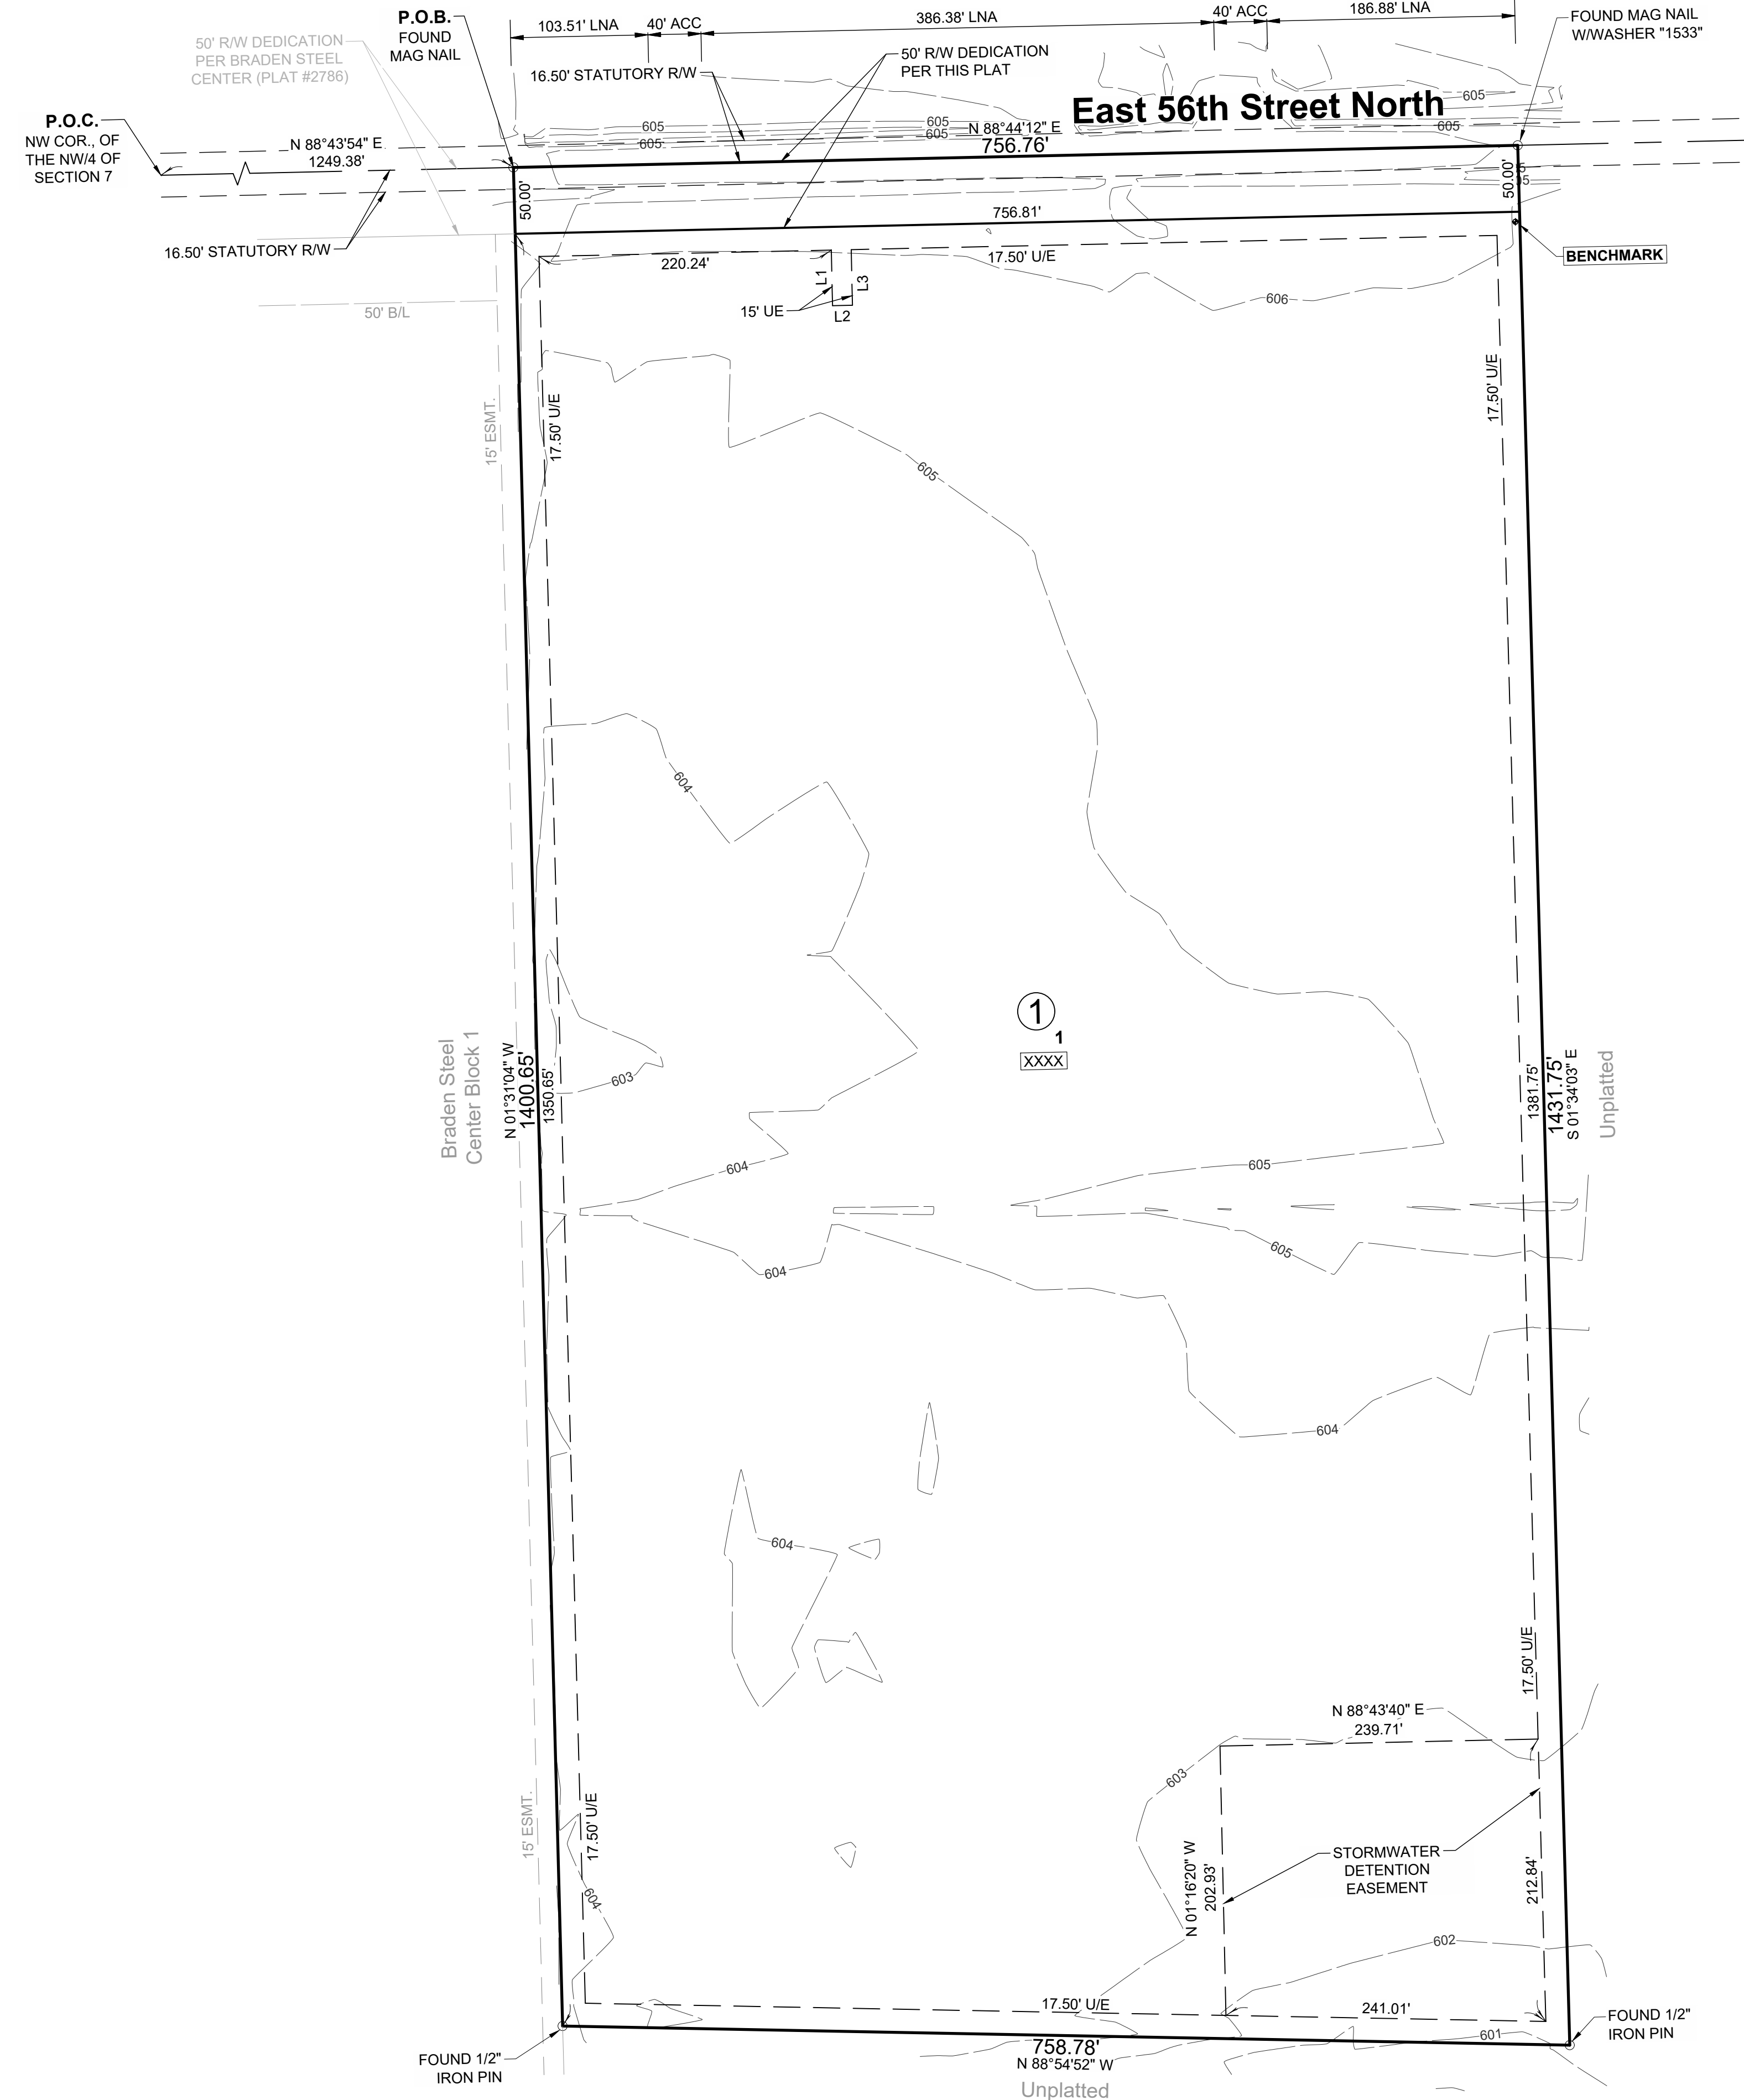 103.51' LNA
40' ACC
386.38' LNA
40' ACC
186.88' LNA
P.O.B.
FOUND
MAG NAIL
FOUND MAG NAIL
W/WASHER "1533"
50' R/W DEDICATION
PER BRADEN STEEL
CENTER (PLAT #2786)
16.50' STATUTORY R/W
50' R/W DEDICATION
PER THIS PLAT
East 56th Street North
605
605
605
605
605
605
P.O.C.
NW COR., OF
THE NW/4 OF
SECTION 7
N 88°43'54" E
1249.38'
N 88°44'12" E
756.76'
50.00'
50.00'
756.81'
16.50' STATUTORY R/W
BENCHMARK
220.24'
L1
L3
L2
15' UE
17.50' U/E
606
50' B/L
15' ESMT.
17.50' U/E
17.50' U/E
605
604
1
1
XXXX
603
Braden Steel
Center Block 1
N 01°31'04" W
1400.65'
1350.65'
1381.75'
1431.75'
S 01°34'03" E
Unplatted
604
605
604
605
604
604
17.50' U/E
N 88°43'40" E
239.71'
603
15' ESMT.
17.50' U/E
N 01°16'20" W
202.93'
STORMWATER
DETENTION
EASEMENT
212.84'
604
602
17.50' U/E
241.01'
601
FOUND 1/2"
IRON PIN
FOUND 1/2"
IRON PIN
758.78'
N 88°54'52" W
Unplatted